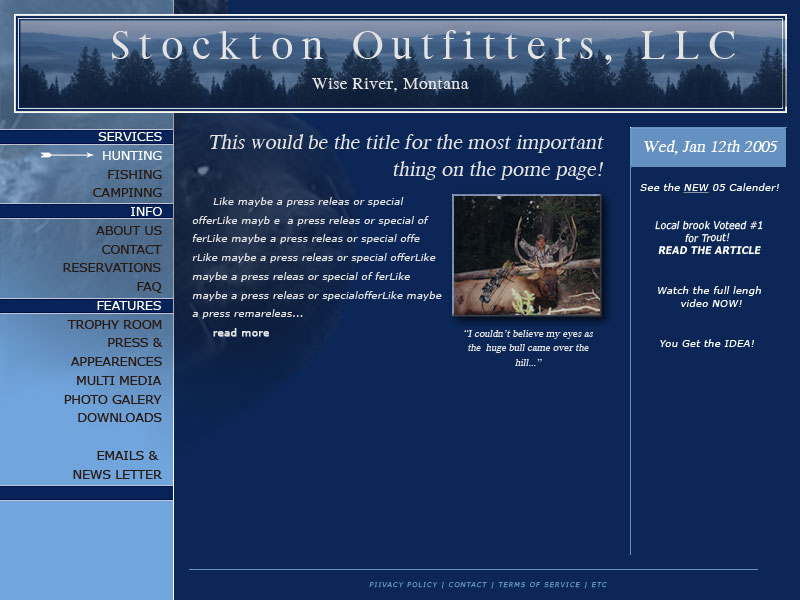 Stockton Outfitters, LLC
Wise River, Montana
SERVICES
HUNTING
FISHING
CAMPINNG
INFO
ABOUT US
CONTACT
RESERVATIONS
FAQ
FEATURES
TROPHY ROOM
PRESS &
APPEARENCES
MULTI MEDIA
PHOTO GALERY
DOWNLOADS
EMAILS &
NEWS LETTER
This would be the title for the most important
thing on the pome page!
Like maybe a press releas or special
offerLike mayb e a press releas or special of
ferLike maybe a press releas or special offe
rLike maybe a press releas or special offerLike
maybe a press releas or special of ferLike
maybe a press releas or specialofferLike maybe
a press remareleas...
read more
"I couldn't believe my eyes as
the huge bull came over the
hill..."
Wed, Jan 12th 2005
See the NEW 05 Calender!
Local brook Voteed #1
for Trout!
READ THE ARTICLE
Watch the full lengh
video NOW!
You Get the IDEA!
PIIVACY POLICY | CONTACT | TERMS OF SERVICE | ETC